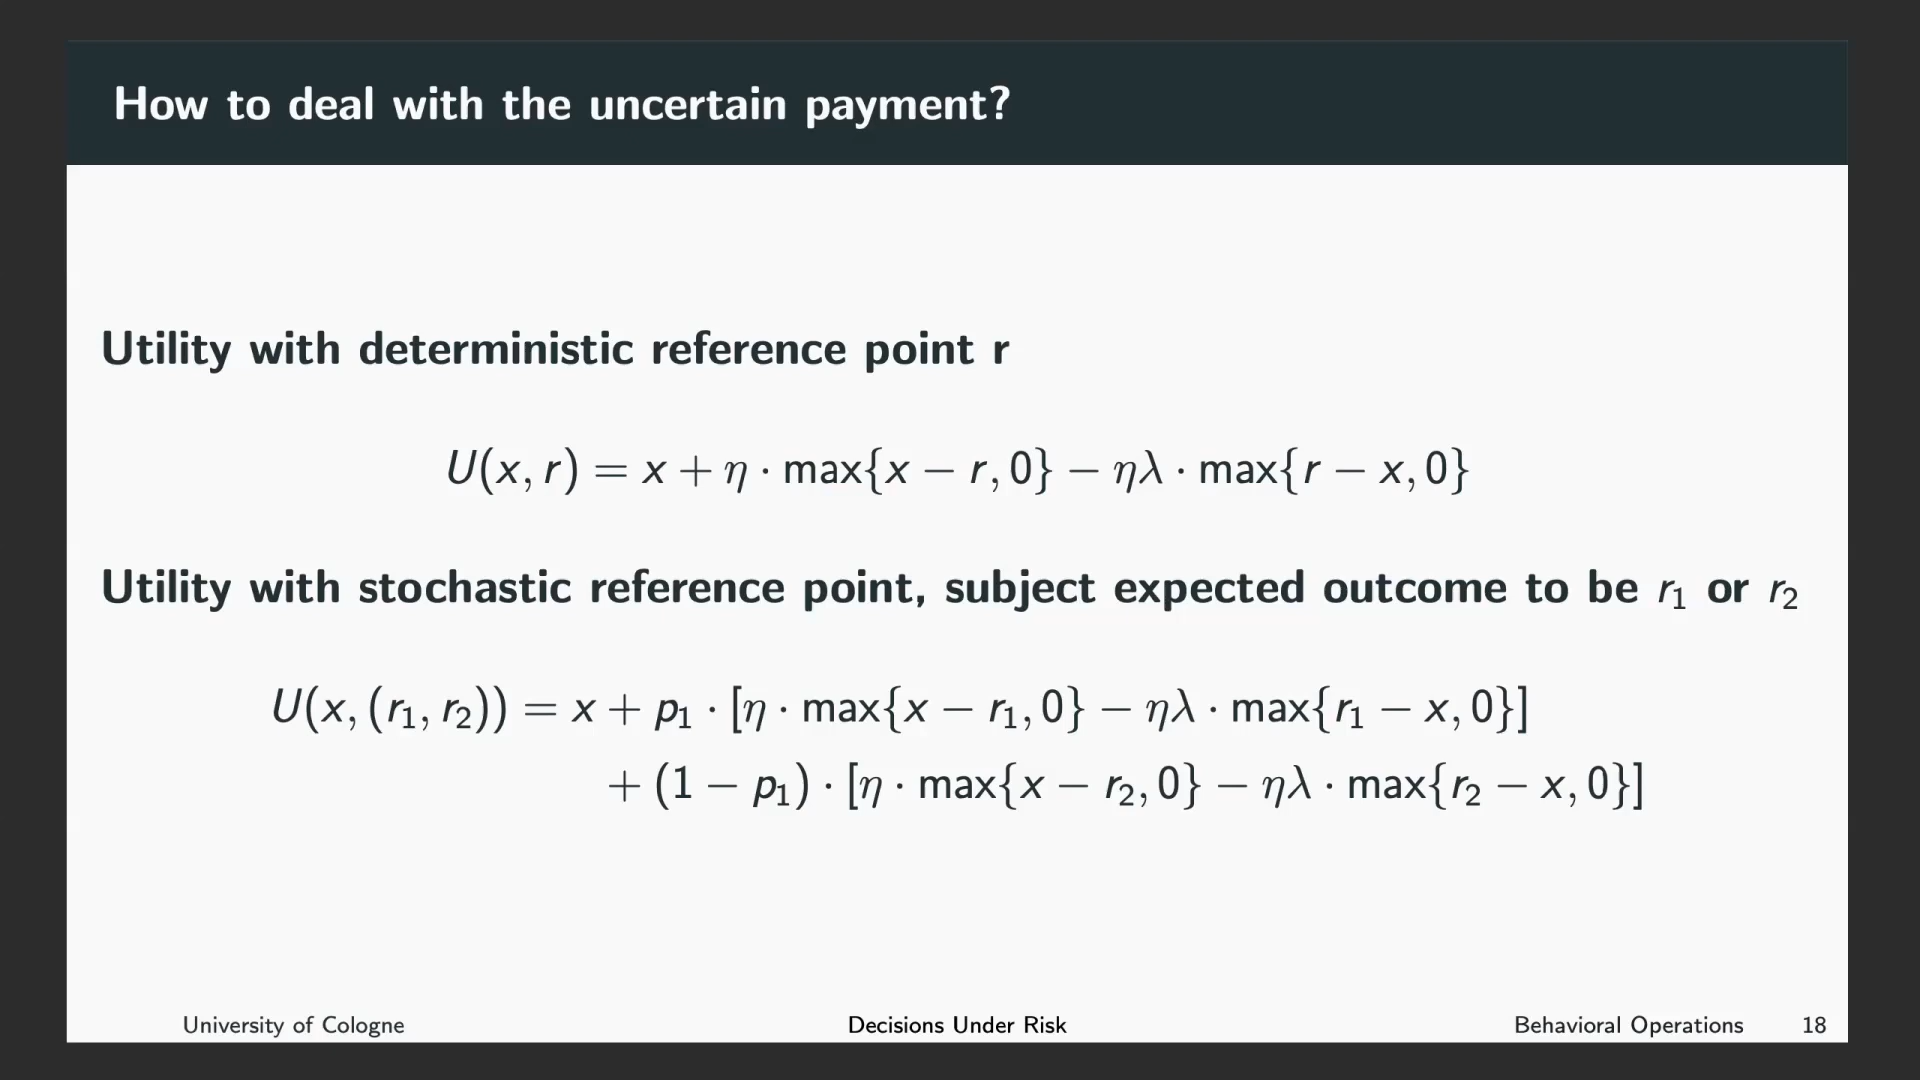 How to deal with the uncertain payment?
Utility with deterministic reference point r
U(x, r) = x + η · max{x − r, 0} − ηλ · max{r − x, 0}
Utility with stochastic reference point, subject expected outcome to be r₁ or r₂
U(x, (r₁, r₂)) = x + p₁ · [η · max{x − r₁, 0} − ηλ · max{r₁ − x, 0}]
+ (1 − p₁) · [η · max{x − r₂, 0} − ηλ · max{r₂ − x, 0}]
University of Cologne Decisions Under Risk Behavioral Operations 18